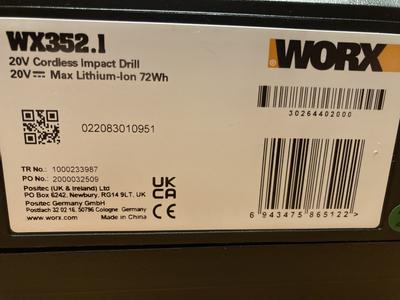 WX352.1
20V Cordless Impact Drill
20V Max Lithium-Ion 72Wh
WORX
30264402000
022083010951
TR No.: 1000233987
PO No.: 2000032509
Positec (UK & Ireland) Ltd
PO Box 6242, Newbury, RG14 9LT, UK
Positec Germany GmbH
Postfach 32 02 16, 50796 Cologne, Germany
www.worx.com Made in China
UK
CA
CE
6 943475 865122 >